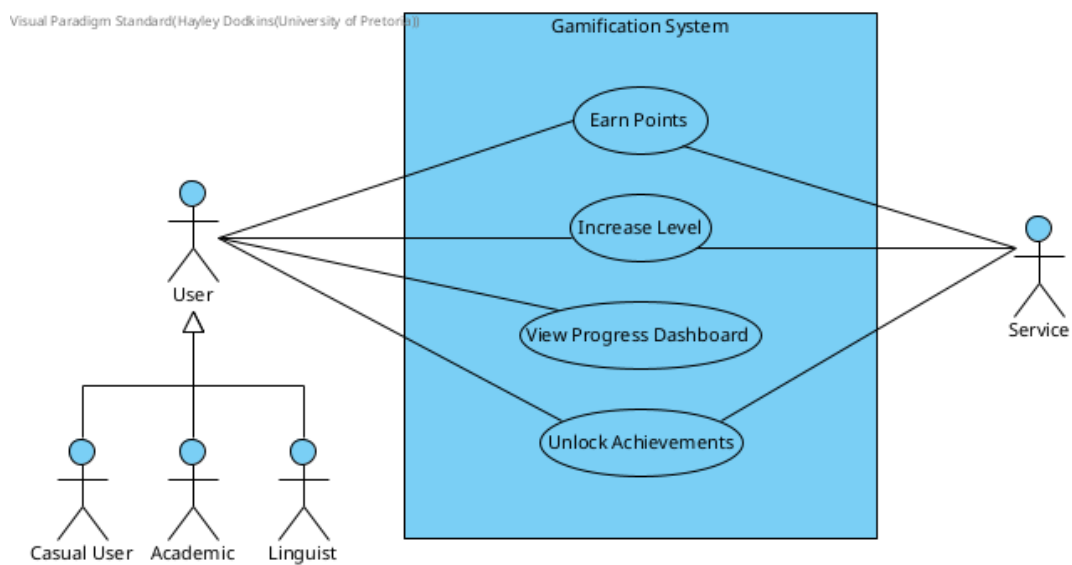 Visual Paradigm Standard(Hayley Dodkins(University of Pretoria))
Gamification System
Earn Points
Increase Level
User
View Progress Dashboard
Service
Unlock Achievements
Casual User
Academic
Linguist